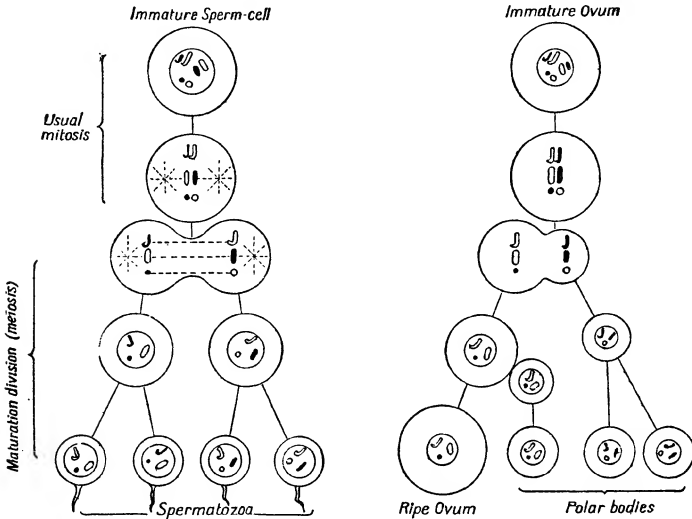 Immature Sperm-cell
Immature Ovum
Usual
mitosis
Maturation division (meiosis)
Spermatozoa
Ripe Ovum
Polar bodies